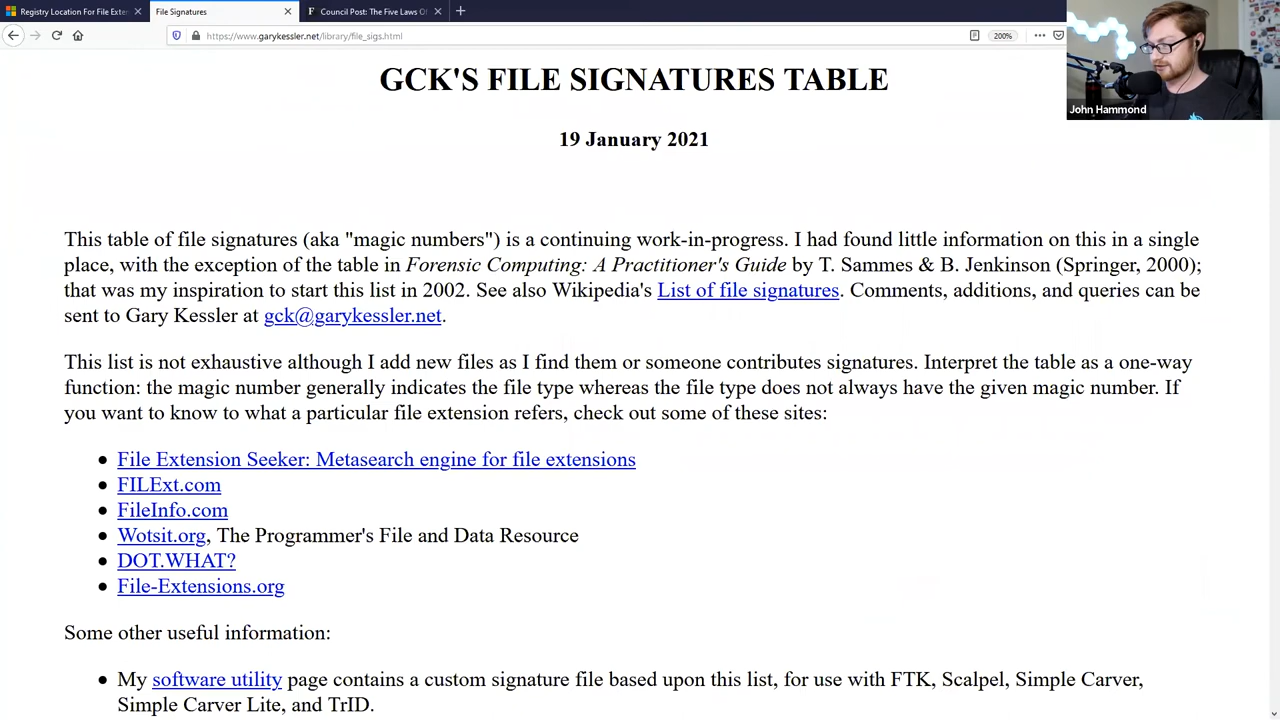 Registry Location For File Exten
File Signatures
Council Post: The Five Laws Of
https://www.garykessler.net/library/file_sigs.html
200%
John Hammond
GCK'S FILE SIGNATURES TABLE
19 January 2021
This table of file signatures (aka "magic numbers") is a continuing work-in-progress. I had found little information on this in a single
place, with the exception of the table in Forensic Computing: A Practitioner's Guide by T. Sammes & B. Jenkinson (Springer, 2000);
that was my inspiration to start this list in 2002. See also Wikipedia's List of file signatures. Comments, additions, and queries can be
sent to Gary Kessler at gck@garykessler.net.
This list is not exhaustive although I add new files as I find them or someone contributes signatures. Interpret the table as a one-way
function: the magic number generally indicates the file type whereas the file type does not always have the given magic number. If
you want to know to what a particular file extension refers, check out some of these sites:
File Extension Seeker: Metasearch engine for file extensions
FILExt.com
FileInfo.com
Wotsit.org, The Programmer's File and Data Resource
DOT.WHAT?
File-Extensions.org
Some other useful information:
My software utility page contains a custom signature file based upon this list, for use with FTK, Scalpel, Simple Carver,
Simple Carver Lite, and TrID.